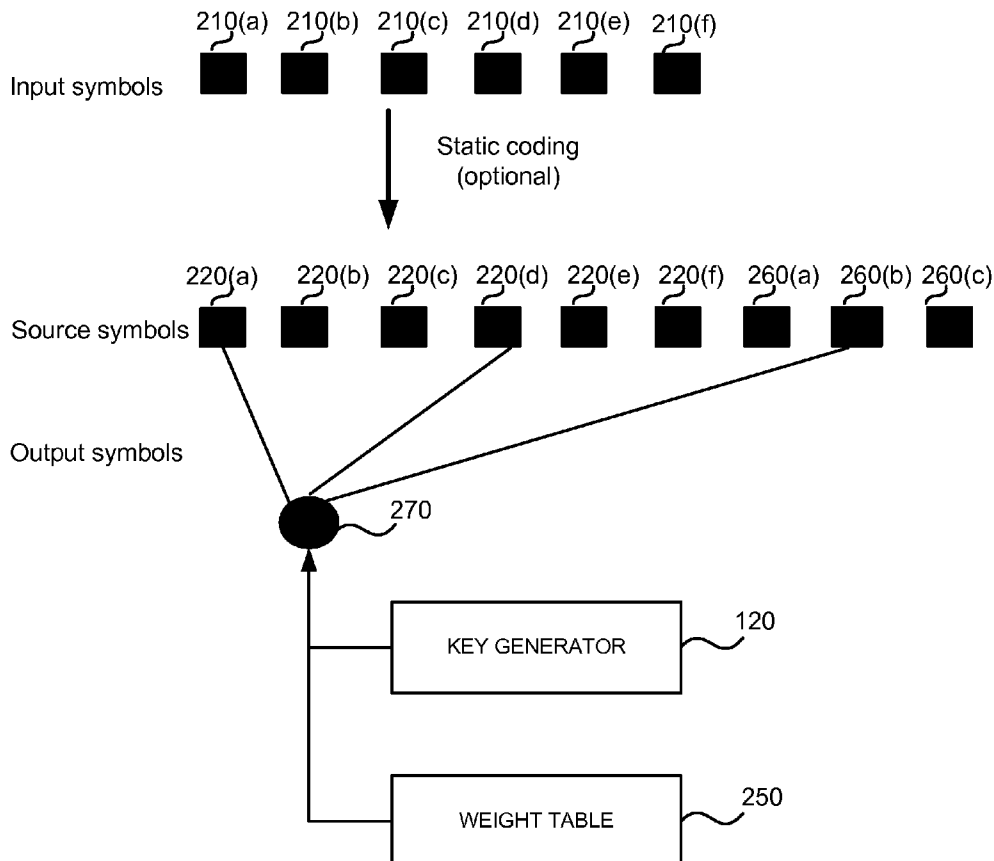 210(a) 210(b) 210(c) 210(d) 210(e) 210(f)
Input symbols
Static coding
(optional)
220(a) 220(b) 220(c) 220(d) 220(e) 220(f) 260(a) 260(b) 260(c)
Source symbols
Output symbols
270
120
KEY GENERATOR
250
WEIGHT TABLE